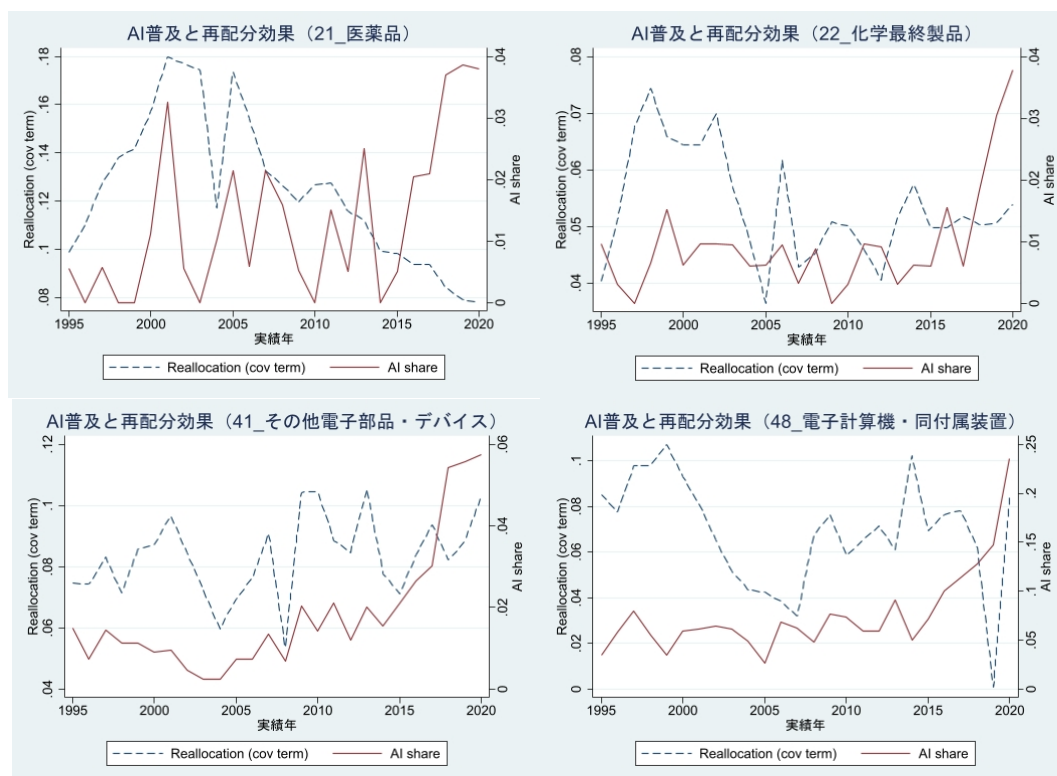 AI普及と再配分効果（21_医薬品）
Reallocation (cov term)
.18
.16
.14
.12
.1
.08
.04
.03
.02
.01
0
AI share
1995
2000
2005
2010
2015
2020
実績年
Reallocation (cov term)
AI share
AI普及と再配分効果（22_化学最終製品）
Reallocation (cov term)
.08
.07
.06
.05
.04
.04
.03
.02
.01
0
AI share
1995
2000
2005
2010
2015
2020
実績年
Reallocation (cov term)
AI share
AI普及と再配分効果（41_その他電子部品・デバイス）
Reallocation (cov term)
.12
.1
.08
.06
.04
.06
.04
.02
0
AI share
1995
2000
2005
2010
2015
2020
実績年
Reallocation (cov term)
AI share
AI普及と再配分効果（48_電子計算機・同付属装置）
Reallocation (cov term)
.1
.08
.06
.04
.02
0
.25
.2
.15
.1
.05
0
AI share
1995
2000
2005
2010
2015
2020
実績年
Reallocation (cov term)
AI share